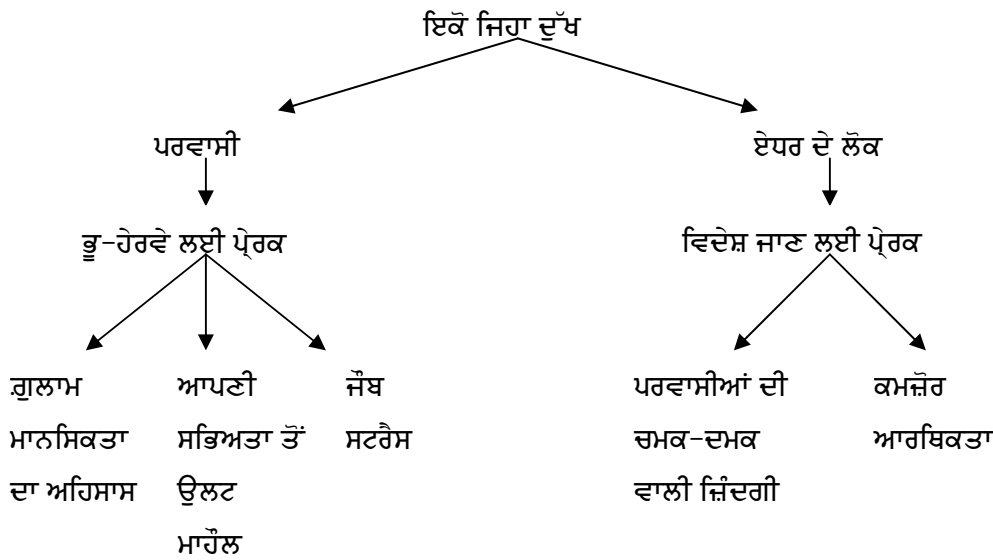 ਇਕੋ ਜਿਹਾ ਦੁੱਖ
ਪਰਵਾਸੀ
ਏਧਰ ਦੇ ਲੋਕ
ਭੂ-ਹੇਰਵੇ ਲਈ ਪ੍ਰੇਰਕ
ਵਿਦੇਸ਼ ਜਾਣ ਲਈ ਪ੍ਰੇਰਕ
ਗ਼ੁਲਾਮ
ਮਾਨਸਿਕਤਾ
ਦਾ ਅਹਿਸਾਸ
ਆਪਣੀ
ਸਭਿਅਤਾ ਤੋਂ
ਉਲਟ
ਮਾਹੌਲ
ਜੌਬ
ਸਟਰੈਸ
ਪਰਵਾਸੀਆਂ ਦੀ
ਚਮਕ-ਦਮਕ
ਵਾਲੀ ਜ਼ਿੰਦਗੀ
ਕਮਜ਼ੋਰ
ਆਰਥਿਕਤਾ